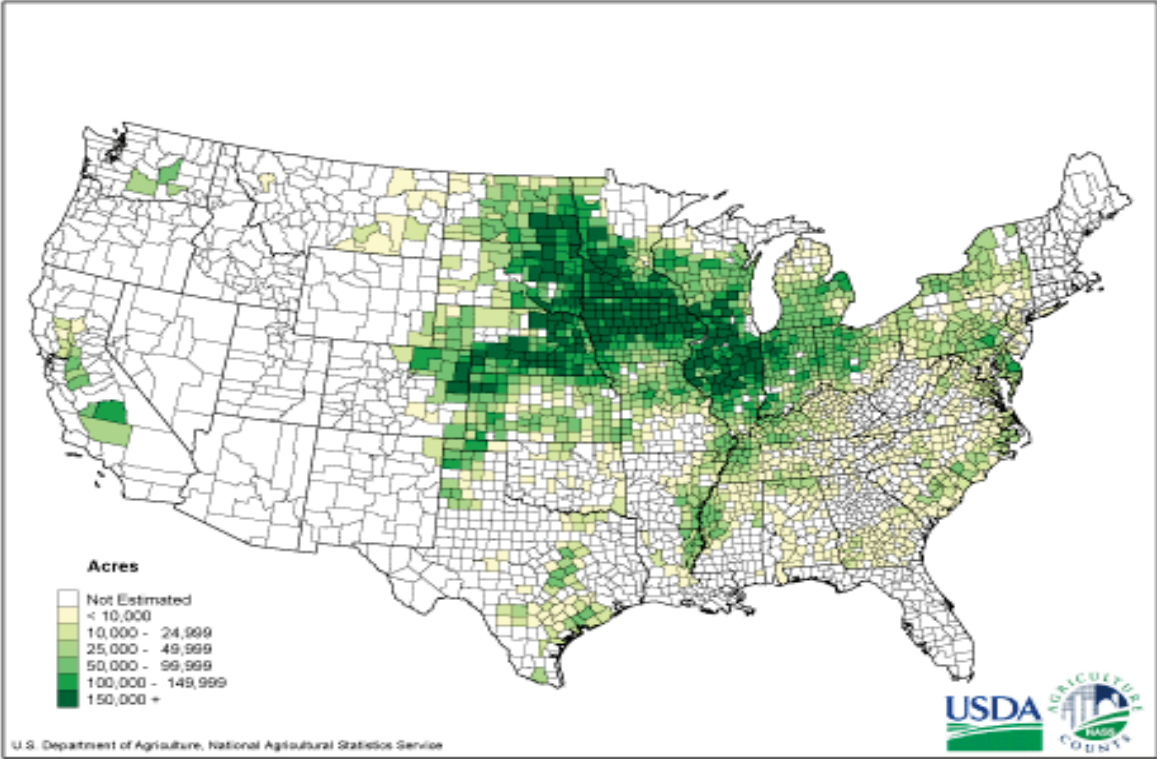 Acres
Not Estimated
< 10,000
10,000 - 24,999
25,000 - 49,999
50,000 - 99,999
100,000 - 149,999
150,000 +
U.S. Department of Agriculture, National Agricultural Statistics Service
USDA
AGRICULTURE
NASS
COUNTS